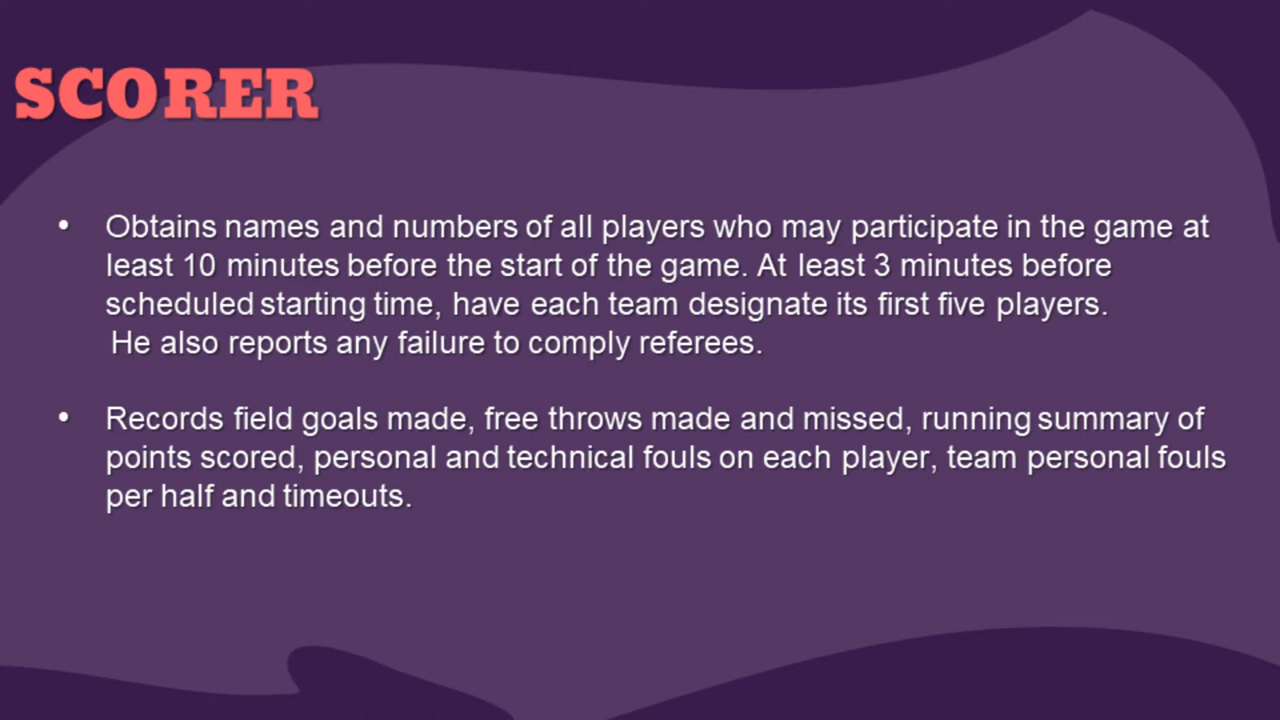 SCORER
• Obtains names and numbers of all players who may participate in the game at
least 10 minutes before the start of the game. At least 3 minutes before
scheduled starting time, have each team designate its first five players.
He also reports any failure to comply referees.
• Records field goals made, free throws made and missed, running summary of
points scored, personal and technical fouls on each player, team personal fouls
per half and timeouts.